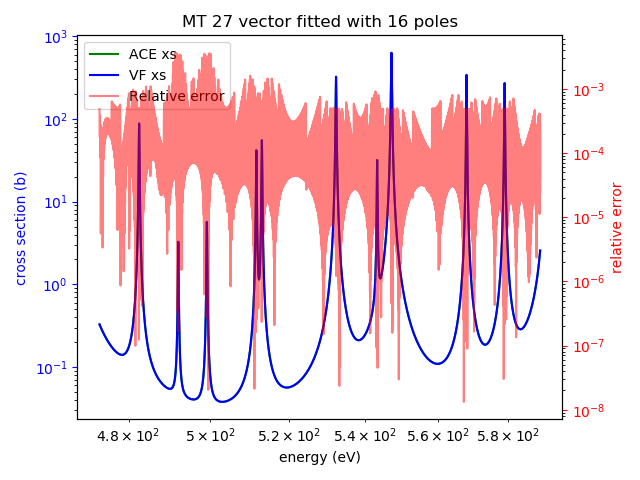 MT 27 vector fitted with 16 poles
ACE xs
VF xs
Relative error
10³
10²
10¹
10⁰
10⁻¹
cross section (b)
10⁻³
10⁻⁴
10⁻⁵
10⁻⁶
10⁻⁷
10⁻⁸
relative error
4.8 × 10² 5 × 10² 5.2 × 10² 5.4 × 10² 5.6 × 10² 5.8 × 10²
energy (eV)